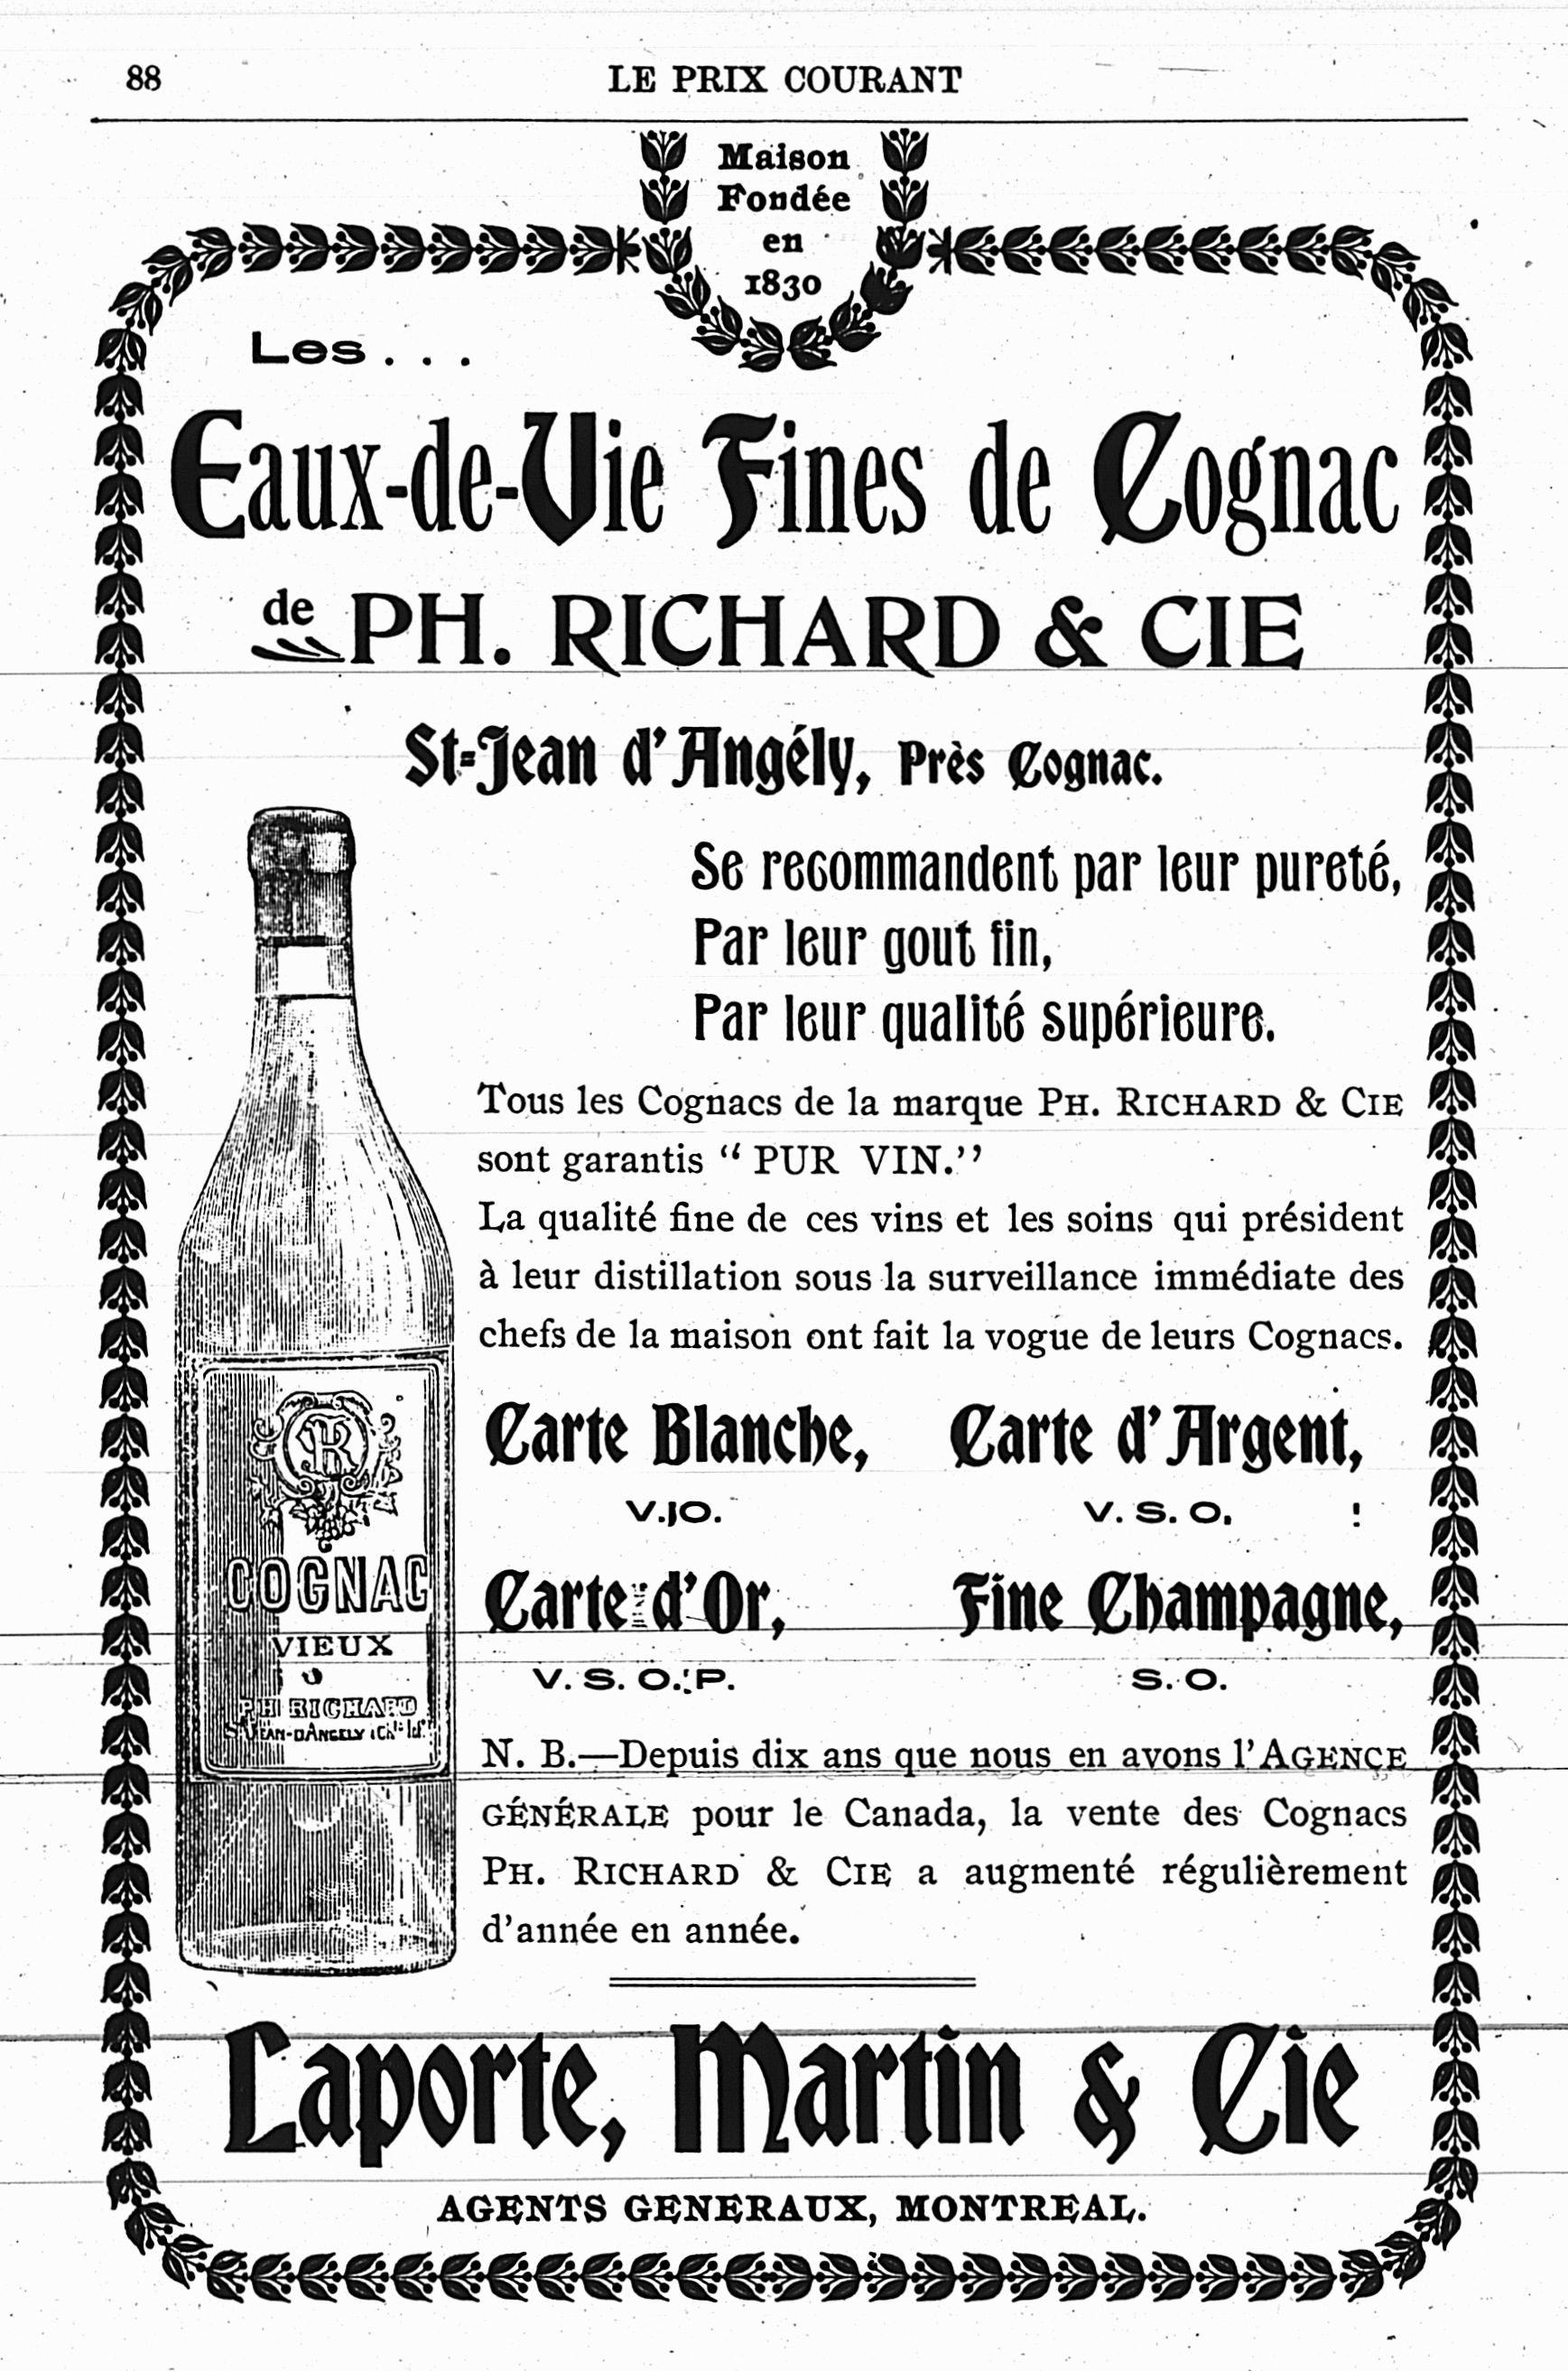 88
LE PRIX COURANT
Maison
Fondée
en
1830
Les . . .
Eaux-de-Vie Fines de Cognac
de PH. RICHARD & CIE
St-Jean d'Angély, Près Cognac.
Se recommandent par leur pureté,
Par leur gout fin,
Par leur qualité supérieure.
Tous les Cognacs de la marque PH. RICHARD & CIE
sont garantis “ PUR VIN.”
La qualité fine de ces vins et les soins qui président
à leur distillation sous la surveillance immédiate des
chefs de la maison ont fait la vogue de leurs Cognacs.
Carte Blanche, Carte d'Argent,
V.O. V. S. O.
Carte d'Or, Fine Champagne,
V. S. O. P. S. O.
COGNAC
VIEUX
PH RICHARD
ST JEAN-D'ANGELY
N. B.—Depuis dix ans que nous en avons l'AGENCE
GÉNÉRALE pour le Canada, la vente des Cognacs
PH. RICHARD & CIE a augmenté régulièrement
d'année en année.
Laporte, Martin & Cie
AGENTS GENERAUX, MONTREAL.